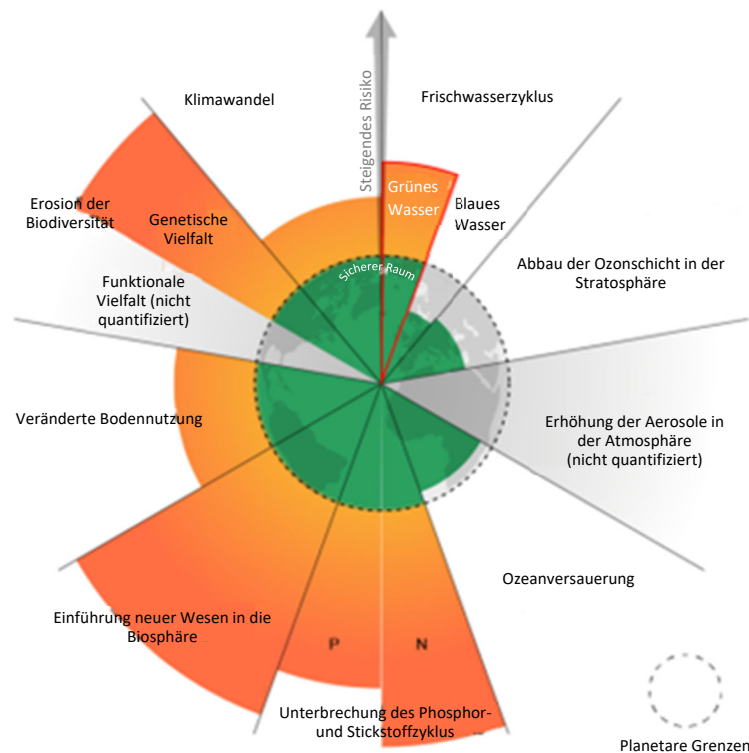 Klimawandel
Steigendes Risiko
Frischwasserzyklus
Grünes
Wasser
Blaues
Wasser
Erosion der
Biodiversität
Genetische
Vielfalt
Sicherer Raum
Abbau der Ozonschicht in der
Stratosphäre
Funktionale
Vielfalt (nicht
quantifiziert)
Veränderte Bodennutzung
Erhöhung der Aerosole in
der Atmosphäre
(nicht quantifiziert)
Ozeanversauerung
Einführung neuer Wesen in die
Biosphäre
P
N
Unterbrechung des Phosphor-
und Stickstoffzyklus
Planetare Grenzen